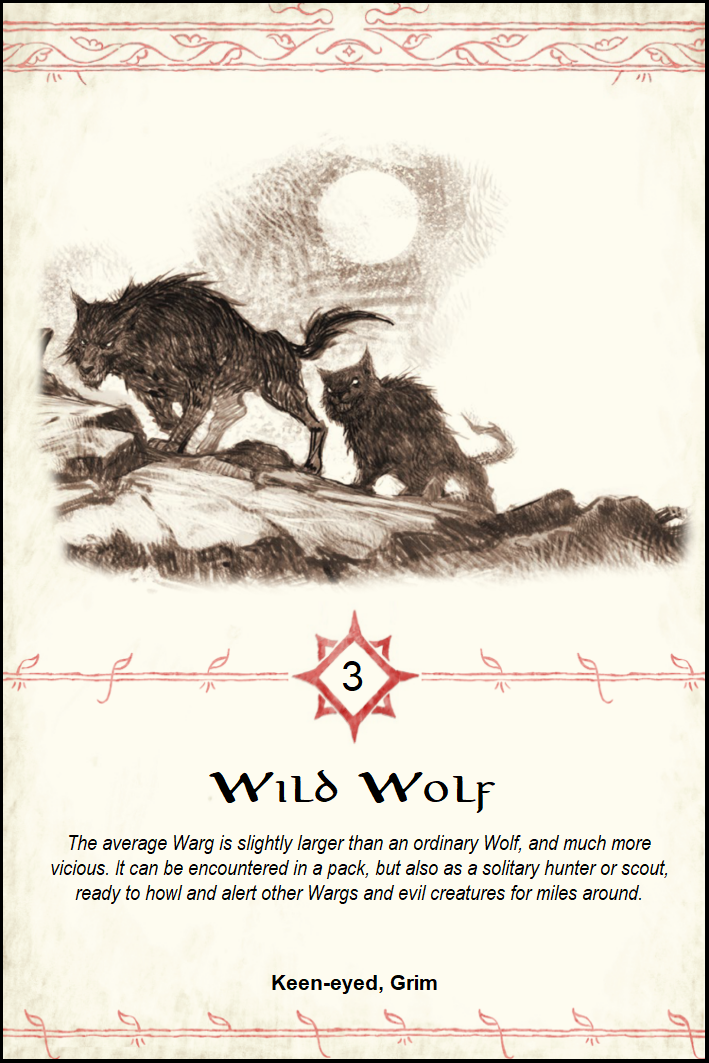 3
Wild Wolf
The average Warg is slightly larger than an ordinary Wolf, and much more
vicious. It can be encountered in a pack, but also as a solitary hunter or scout,
ready to howl and alert other Wargs and evil creatures for miles around.
Keen-eyed, Grim